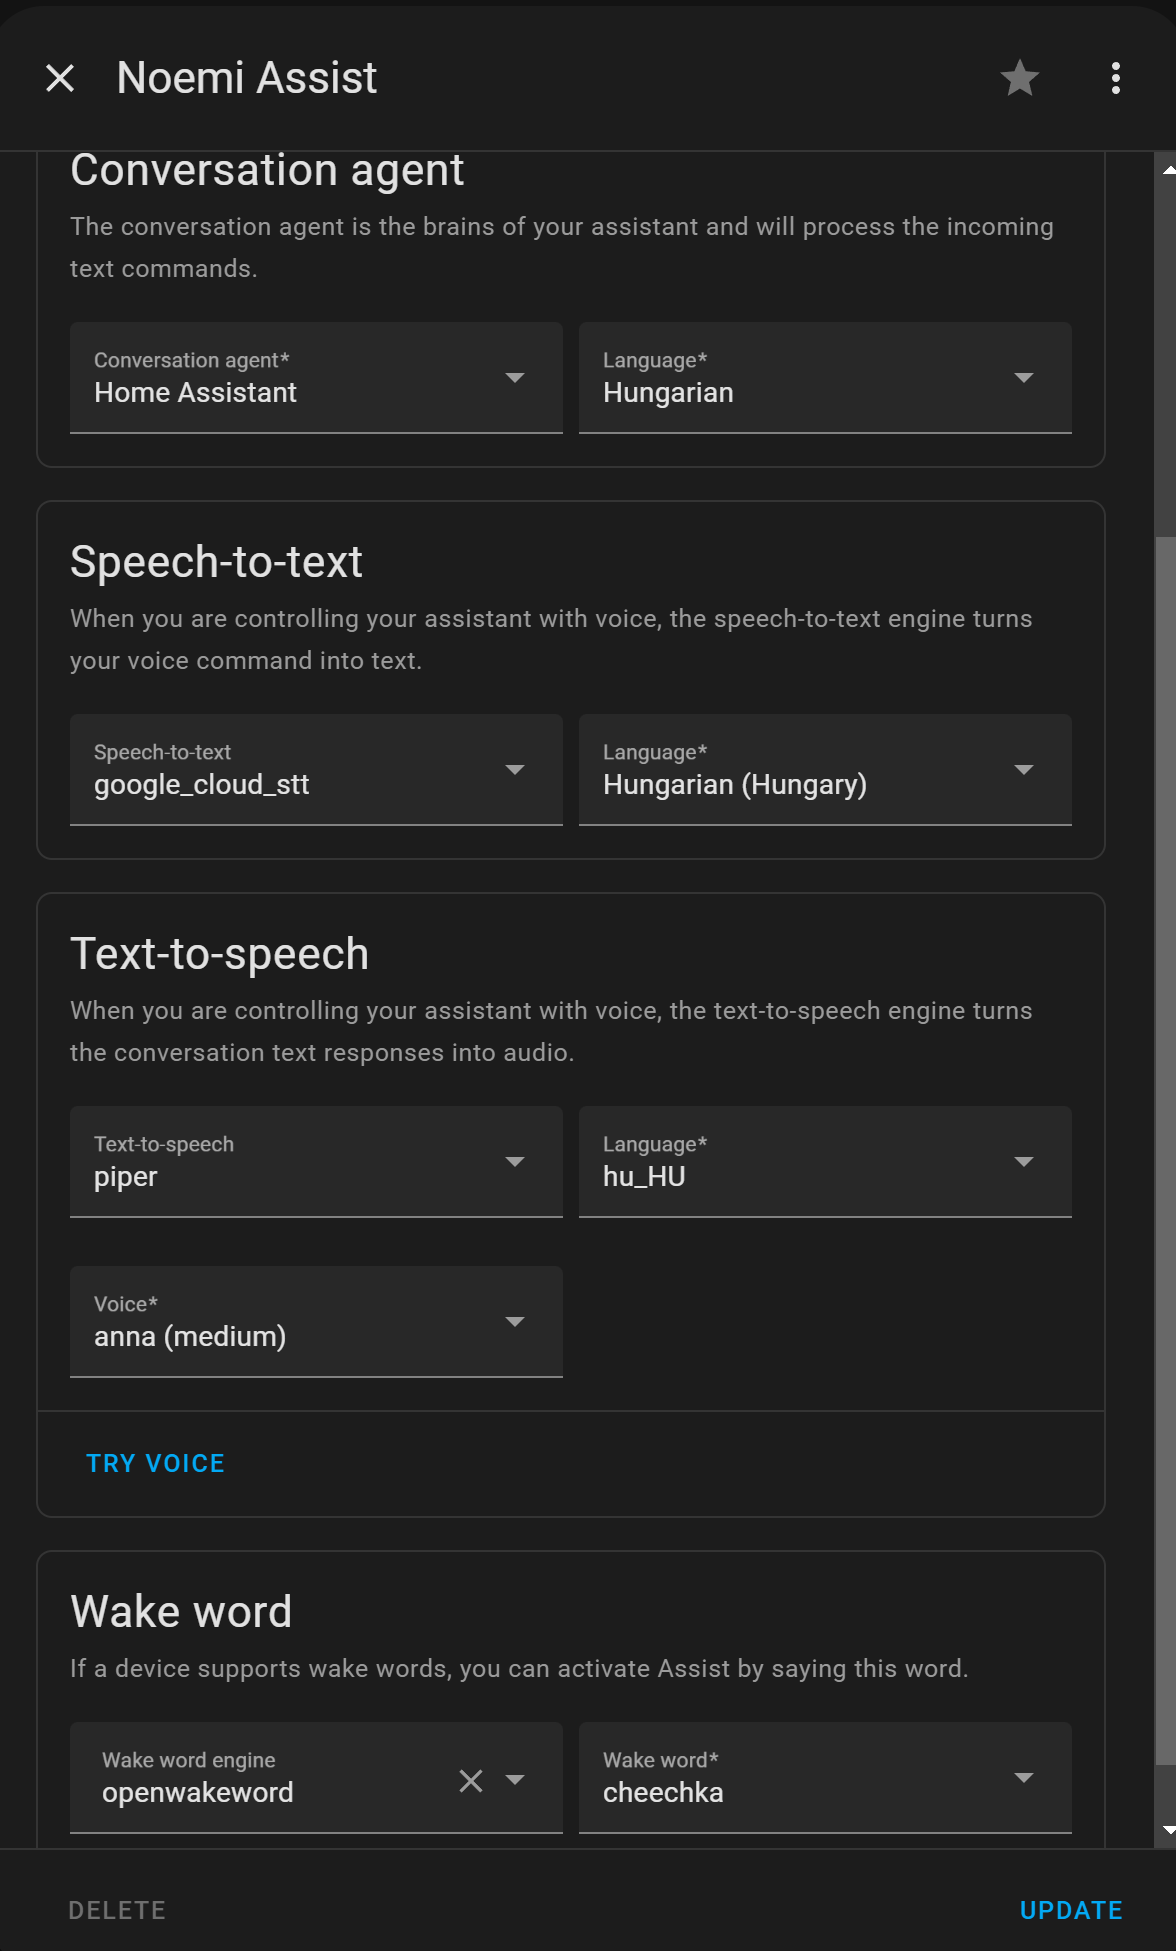 Noemi Assist
Conversation agent
The conversation agent is the brains of your assistant and will process the incoming
text commands.
Conversation agent*
Home Assistant
Language*
Hungarian
Speech-to-text
When you are controlling your assistant with voice, the speech-to-text engine turns
your voice command into text.
Speech-to-text
google_cloud_stt
Language*
Hungarian (Hungary)
Text-to-speech
When you are controlling your assistant with voice, the text-to-speech engine turns
the conversation text responses into audio.
Text-to-speech
piper
Language*
hu_HU
Voice*
anna (medium)
TRY VOICE
Wake word
If a device supports wake words, you can activate Assist by saying this word.
Wake word engine
openwakeword
Wake word*
cheechka
DELETE
UPDATE